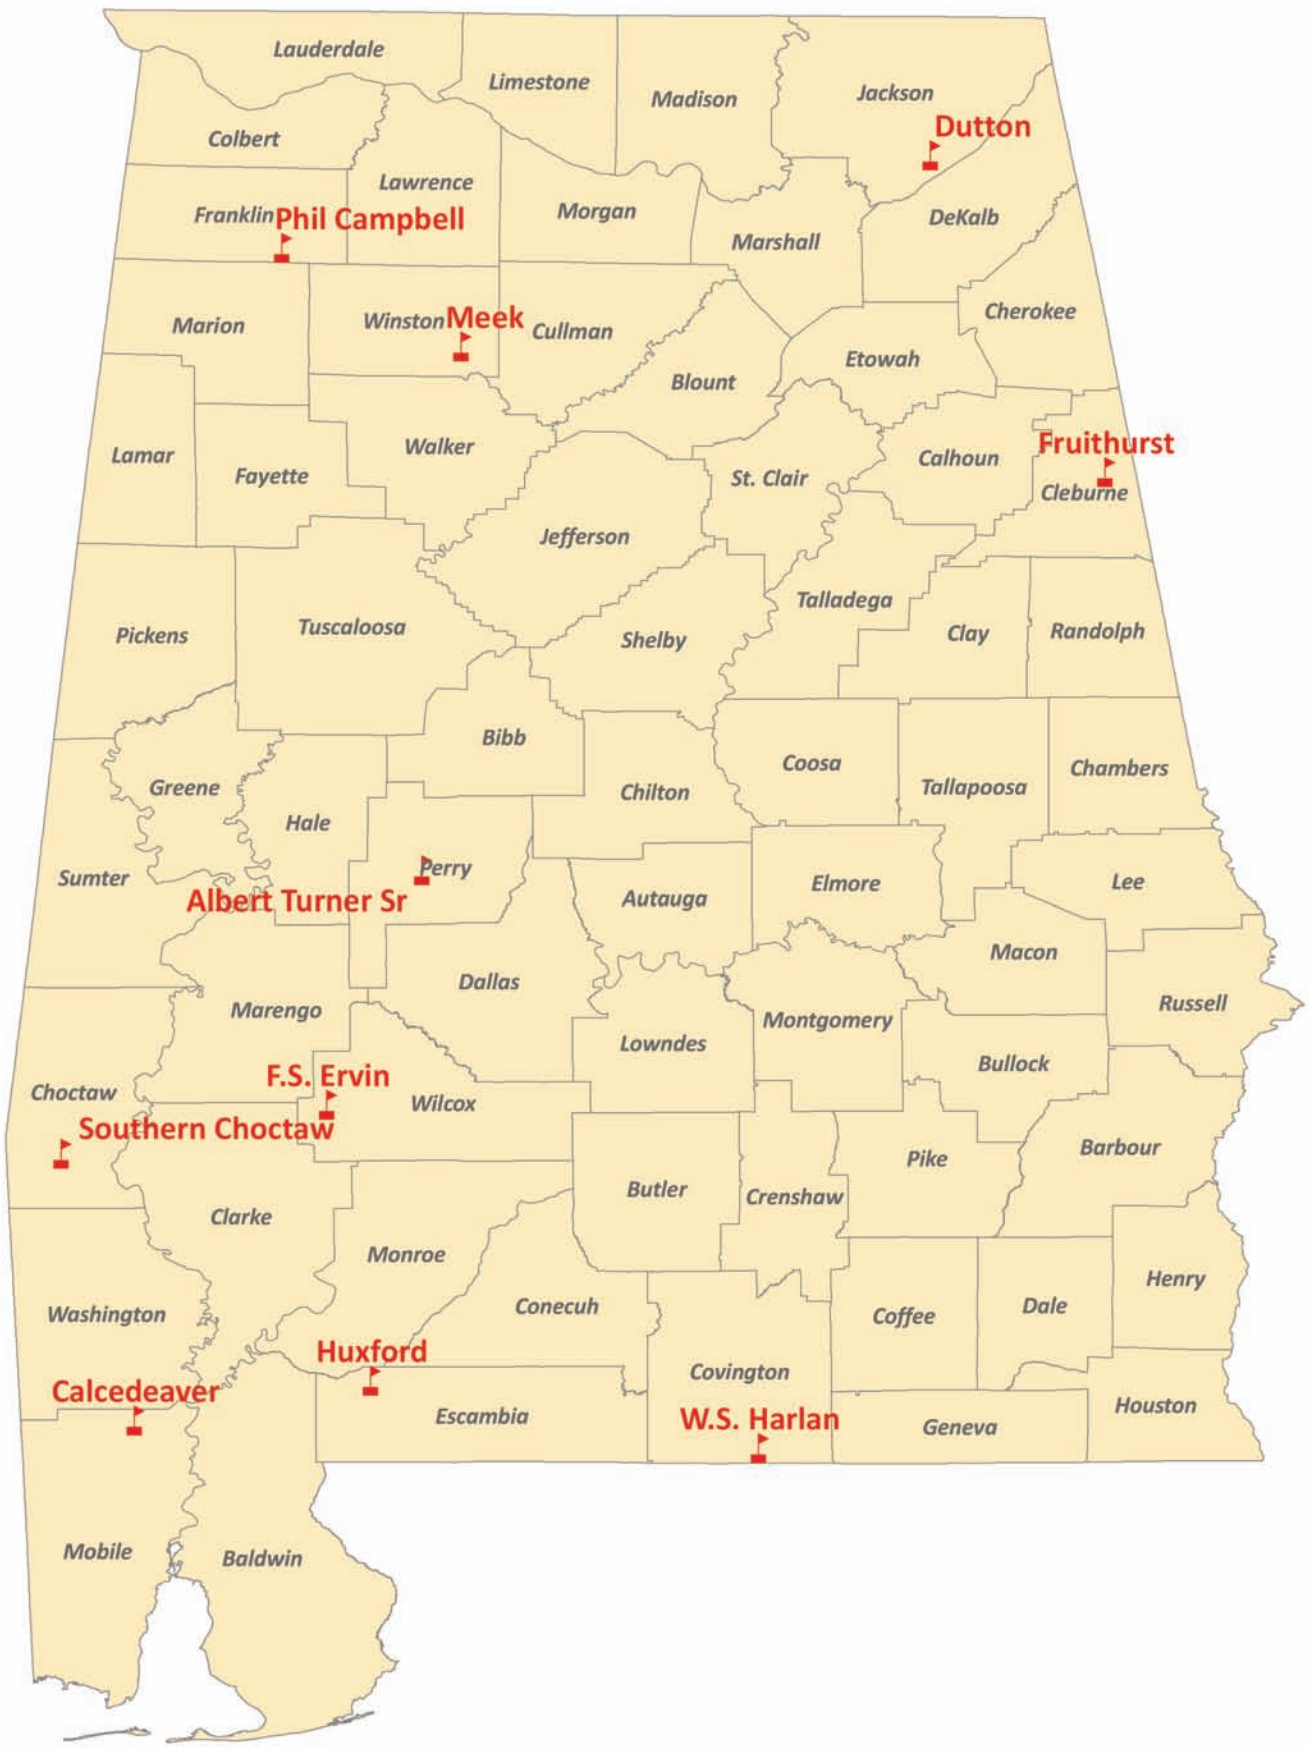 Lauderdale
Limestone
Madison
Jackson
Dutton
Colbert
Lawrence
Franklin
Phil Campbell
Morgan
Marshall
DeKalb
Marion
Winston
Meek
Cullman
Cherokee
Blount
Etowah
Lamar
Fayette
Walker
Fruithurst
St. Clair
Calhoun
Cleburne
Jefferson
Pickens
Tuscaloosa
Shelby
Talladega
Clay
Randolph
Bibb
Greene
Hale
Chilton
Coosa
Tallapoosa
Chambers
Sumter
Perry
Albert Turner Sr
Autauga
Elmore
Lee
Dallas
Macon
Marengo
Lowndes
Montgomery
Russell
Choctaw
F.S. Ervin
Wilcox
Bullock
Southern Choctaw
Clarke
Butler
Crenshaw
Pike
Barbour
Monroe
Washington
Conecuh
Coffee
Dale
Henry
Huxford
Covington
Calcedeaver
Escambia
W.S. Harlan
Geneva
Houston
Mobile
Baldwin